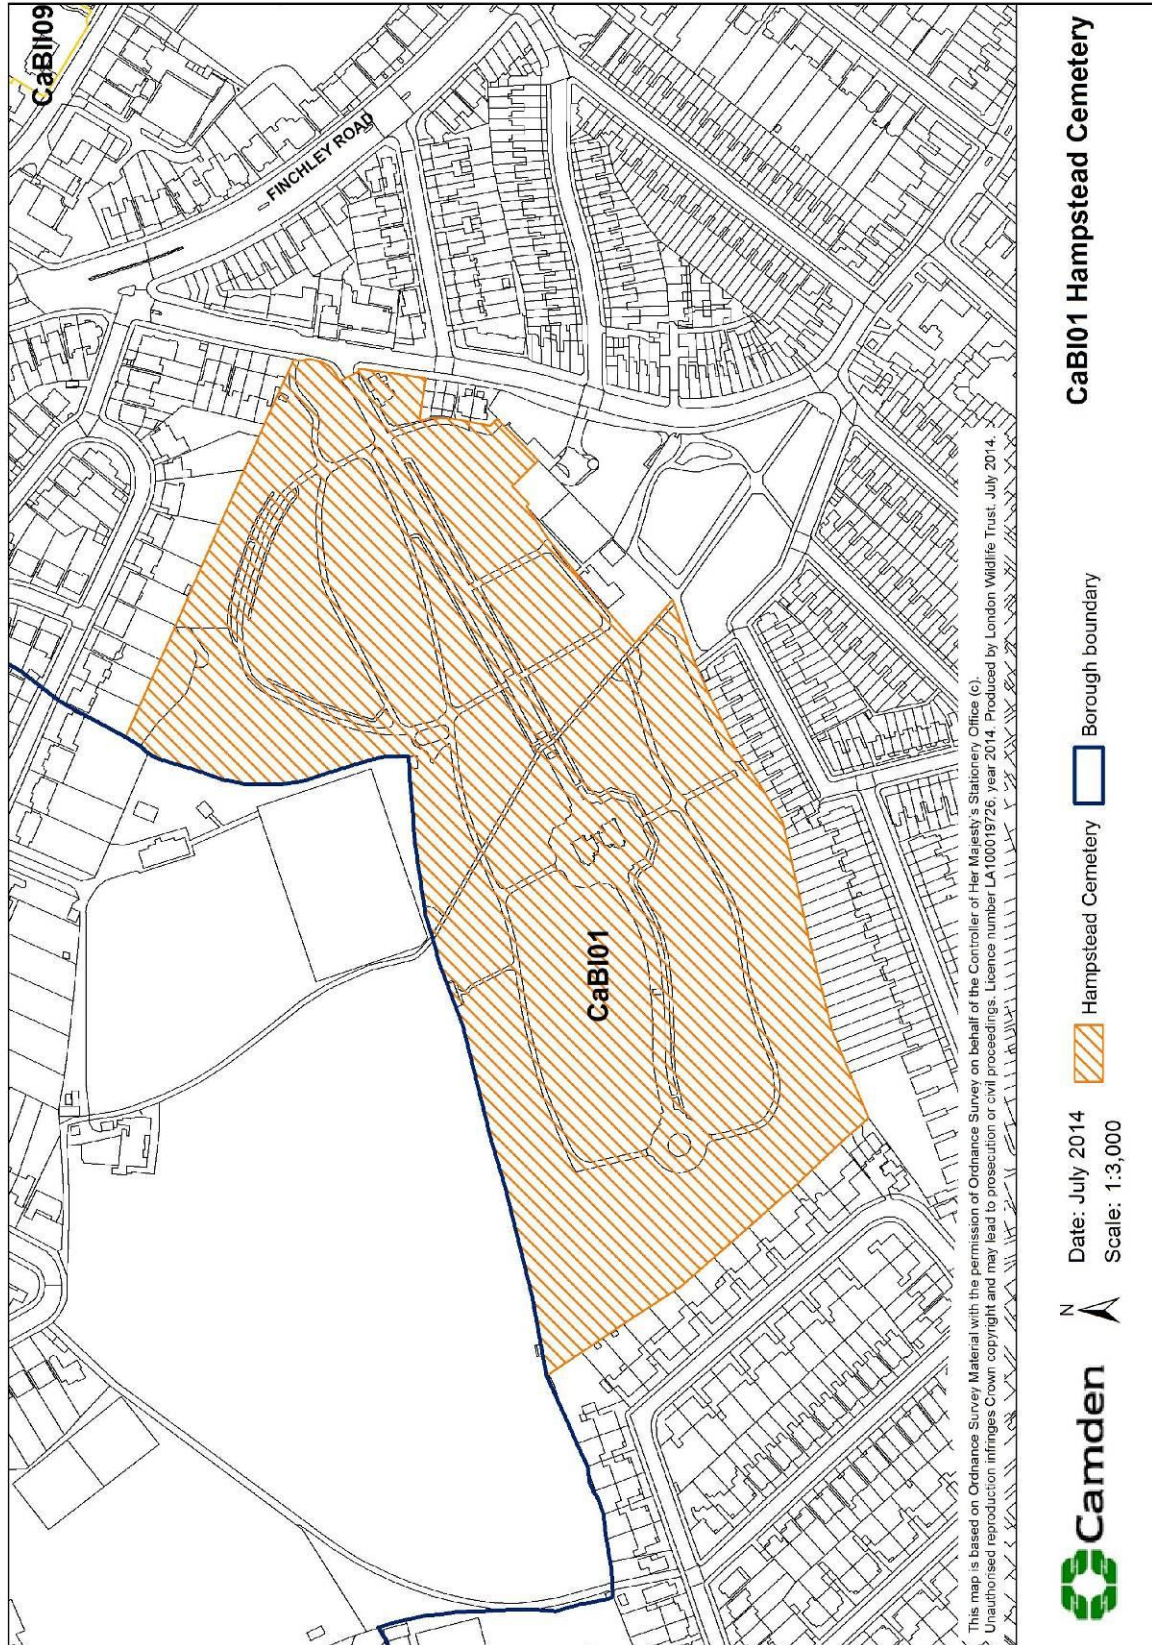 CaBI09
FINCHLEY ROAD
CaBI01
This map is based on Ordnance Survey Material with the permission of Ordnance Survey on behalf of the Controller of Her Majesty's Stationery Office (c).
Unauthorised reproduction infringes Crown copyright and may lead to prosecution or civil proceedings. Licence number LA100019726, year 2014. Produced by London Wildlife Trust, July 2014.
Camden
N
Date: July 2014
Scale: 1:3,000
Hampstead Cemetery
Borough boundary
CaBI01 Hampstead Cemetery